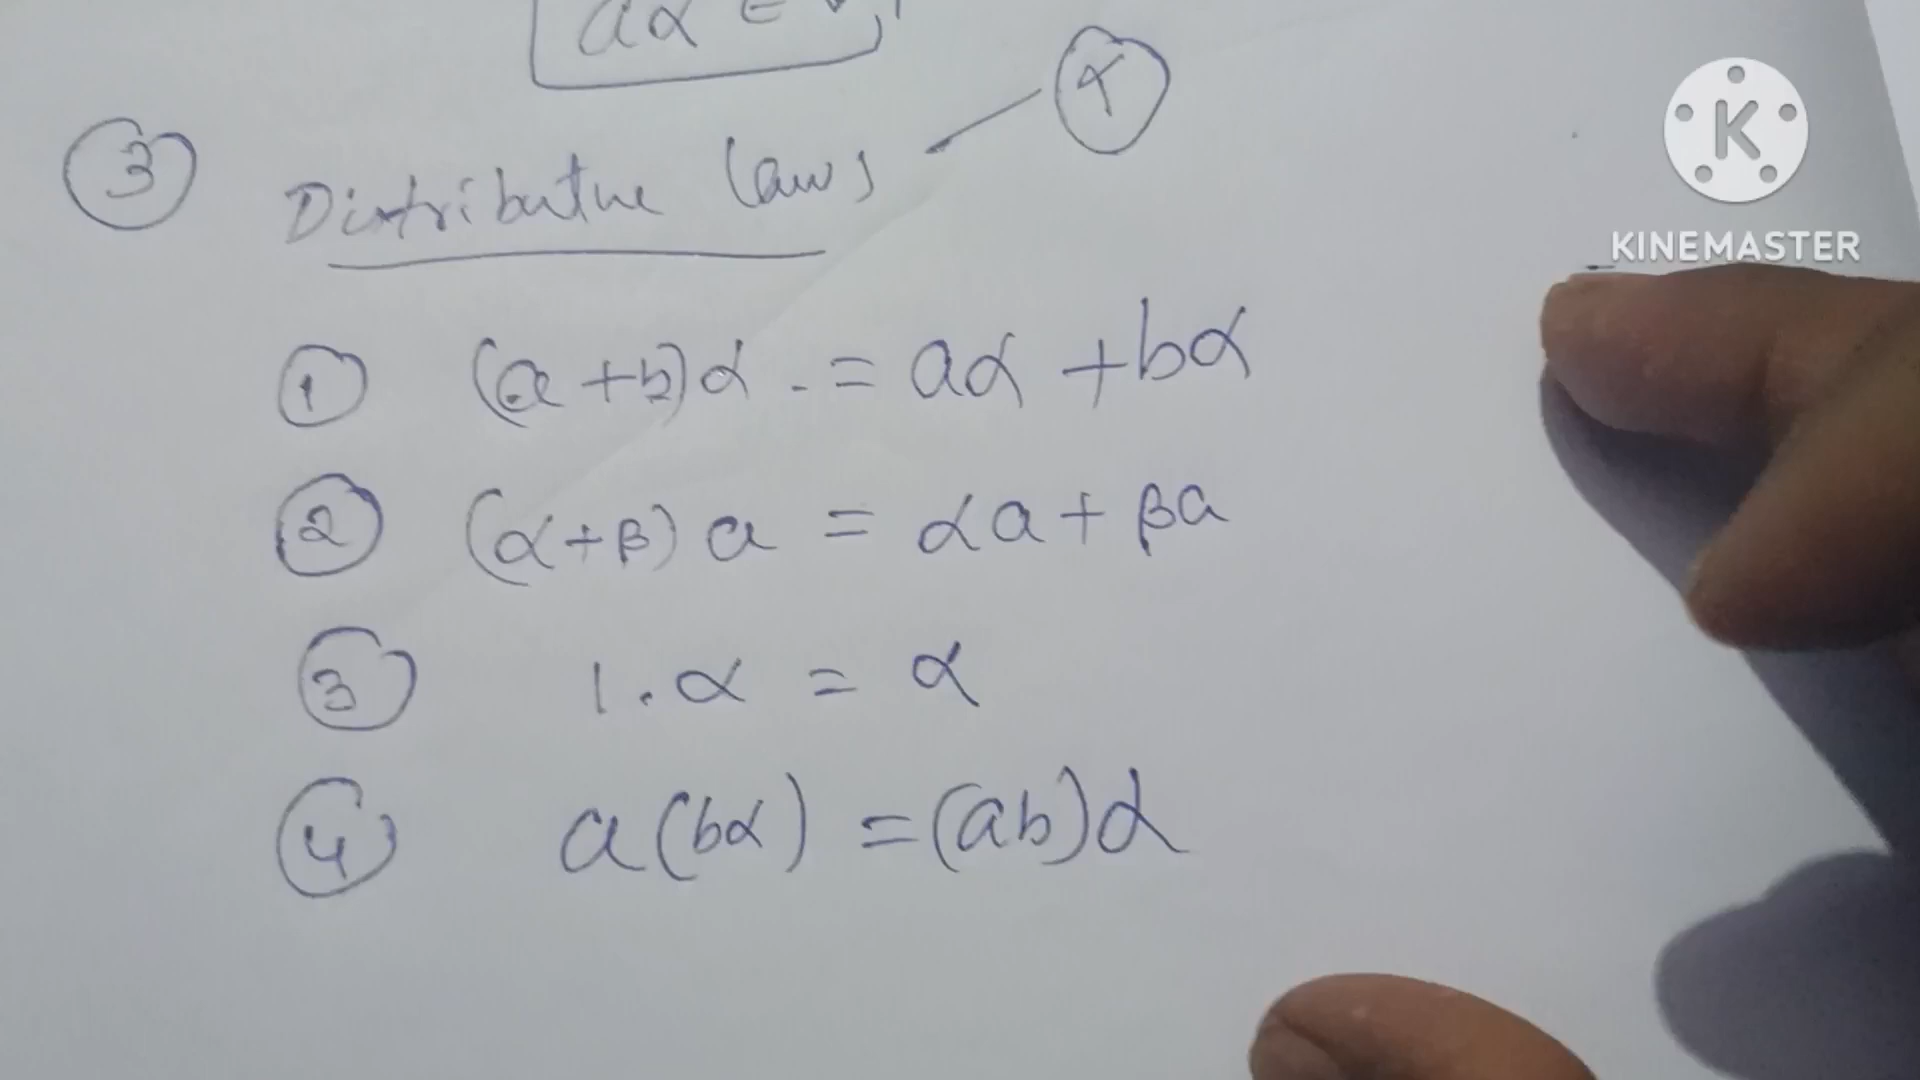 aα ∈ V
③ Distributive laws — ④
① (a+b)α . = aα + bα
② (α+β) a = αa + βa
③ 1.α = α
④ a(bα) = (ab)α
K
KINEMASTER